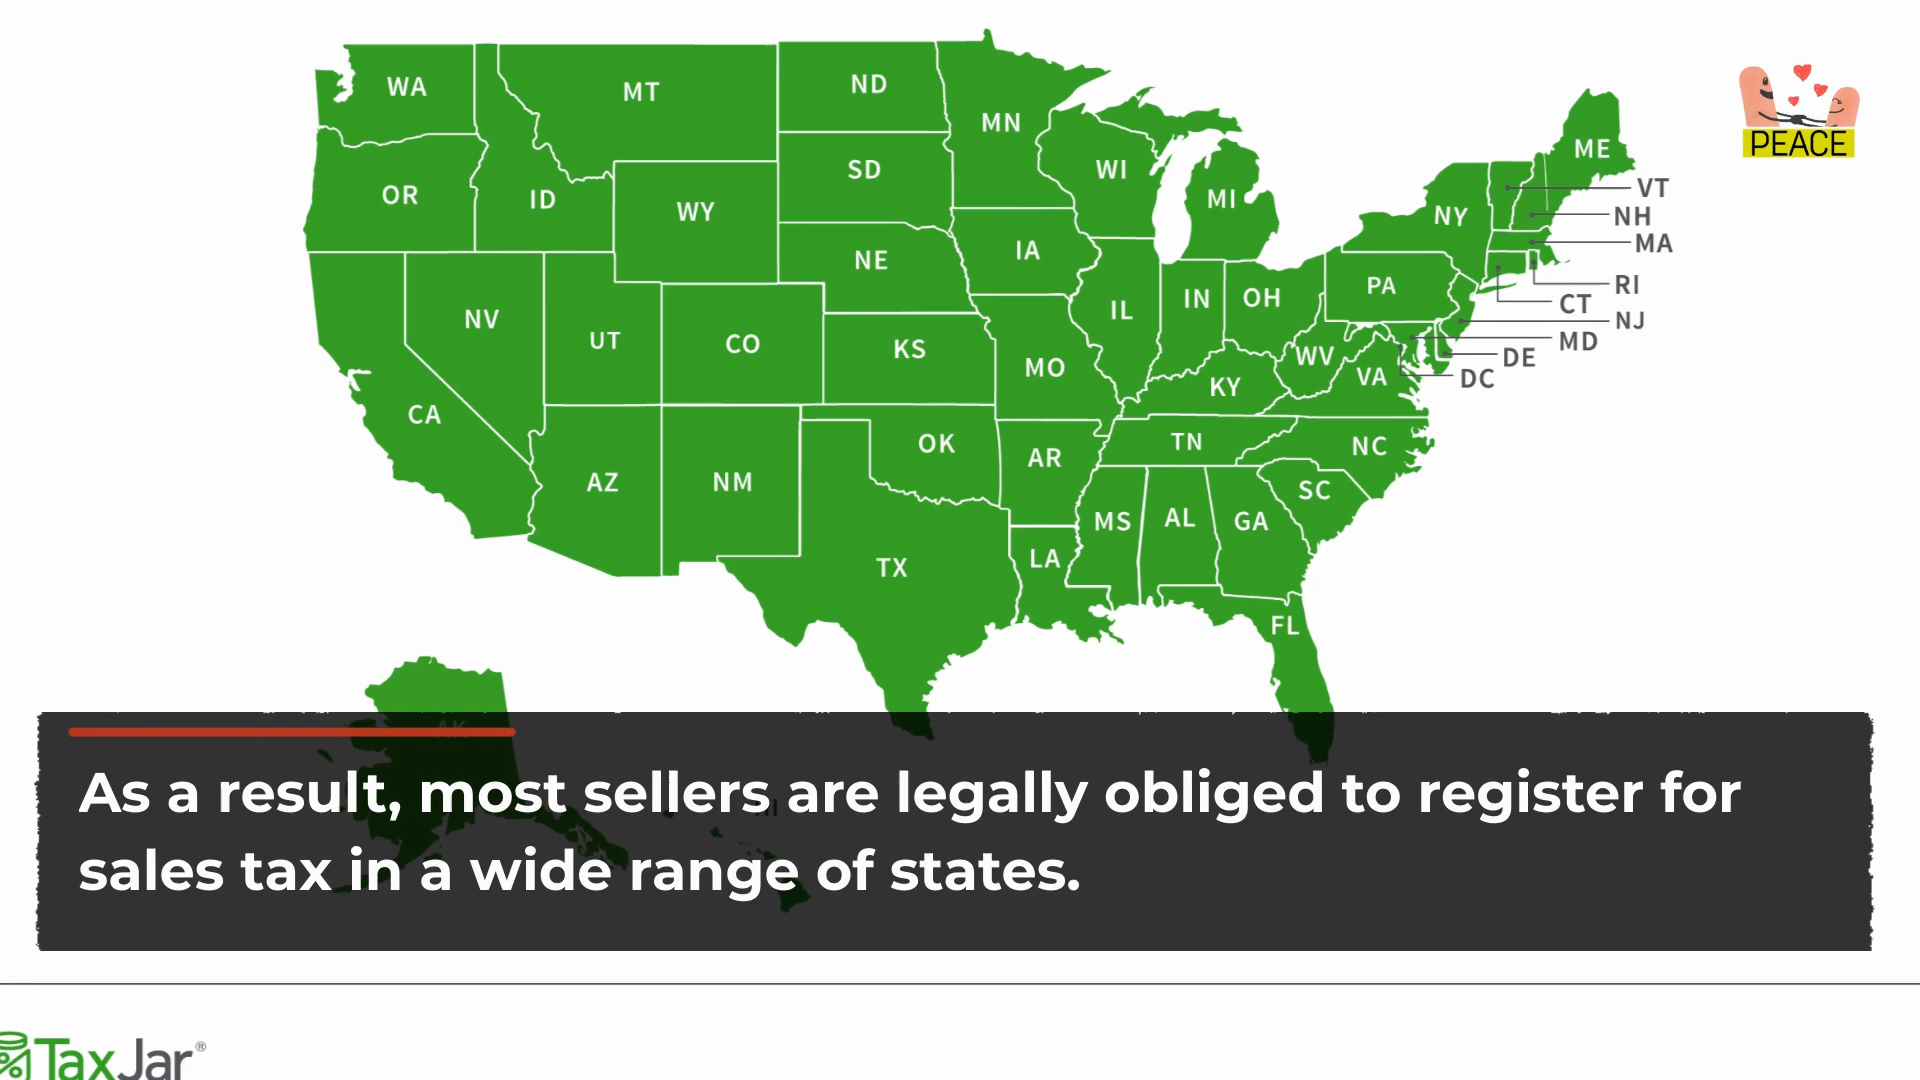 WA
MT
ND
MN
ME
PEACE
OR
ID
WY
SD
WI
MI
NY
VT
NH
MA
NE
IA
PA
RI
CT
NJ
NV
UT
CO
KS
IL
IN
OH
MD
DE
DC
MO
WV
VA
KY
CA
AZ
NM
OK
AR
TN
NC
SC
MS
AL
GA
TX
LA
FL
AK
HI
As a result, most sellers are legally obliged to register for
sales tax in a wide range of states.
TaxJar®